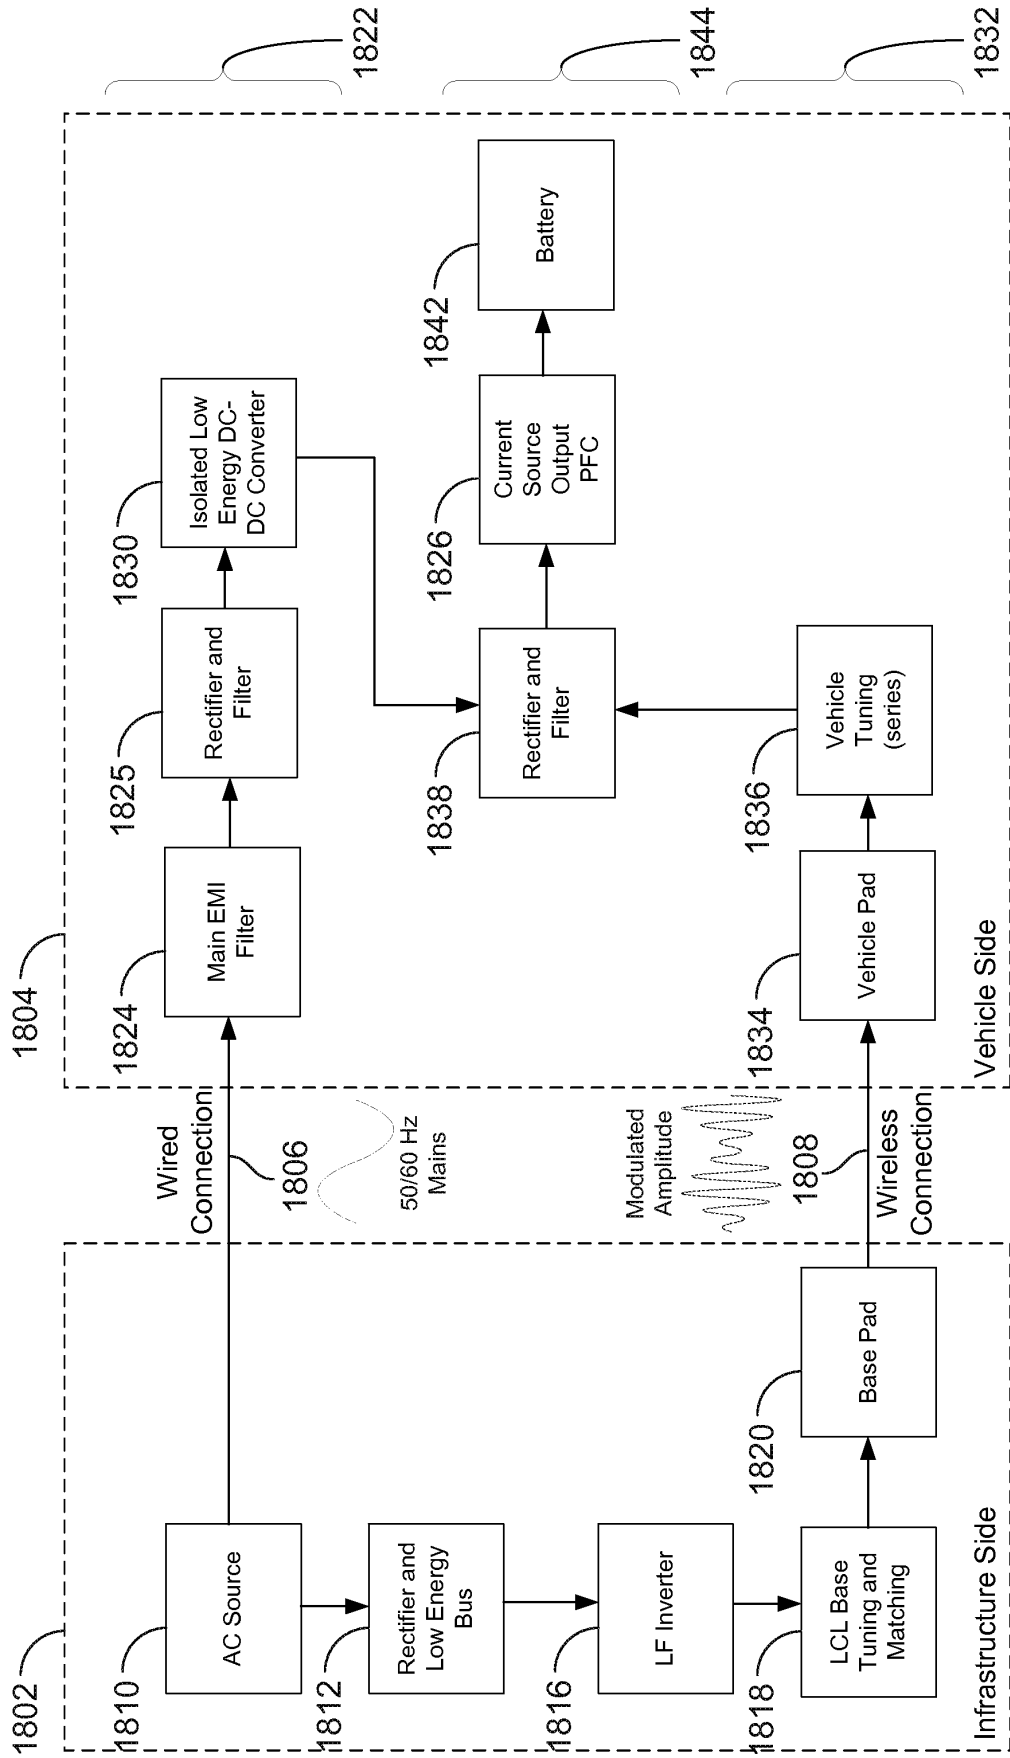 1802
1804
1822
1844
1832
1810
AC Source
1812
Rectifier and
Low Energy
Bus
1816
LF Inverter
1818
LCL Base
Tuning and
Matching
1820
Base Pad
Infrastructure Side
Wired
Connection
1806
50/60 Hz
Mains
Modulated
Amplitude
1808
Wireless
Connection
1824
Main EMI
Filter
1825
Rectifier and
Filter
1830
Isolated Low
Energy DC-
DC Converter
1838
Rectifier and
Filter
1826
Current
Source
Output
PFC
1842
Battery
1834
Vehicle Pad
1836
Vehicle
Tuning
(series)
Vehicle Side